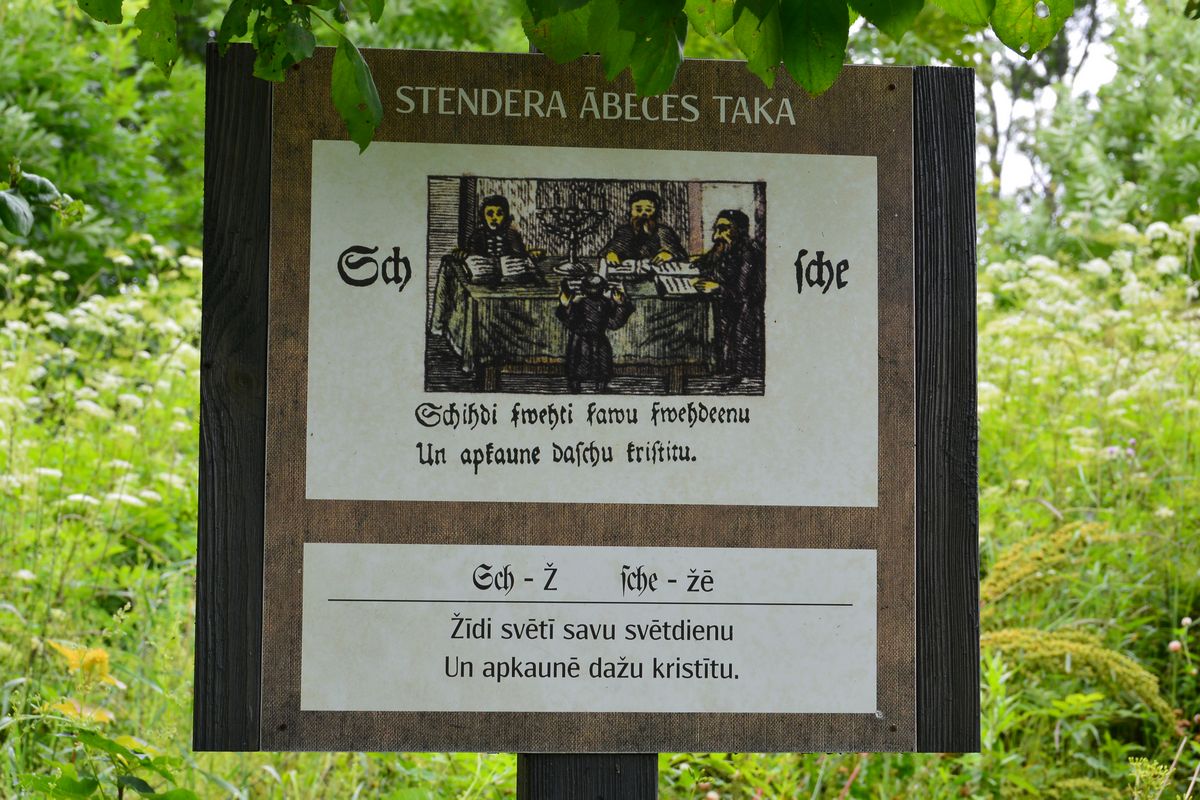 STENDERA ĀBECES TAKA
Sch ſche
Schihdi ſwehti ſawu ſwehdeenu
Un apkaune daſchu kriſtitu.
Sch - Ž ſche - žē
Žīdi svētī savu svētdienu
Un apkaunē dažu kristītu.